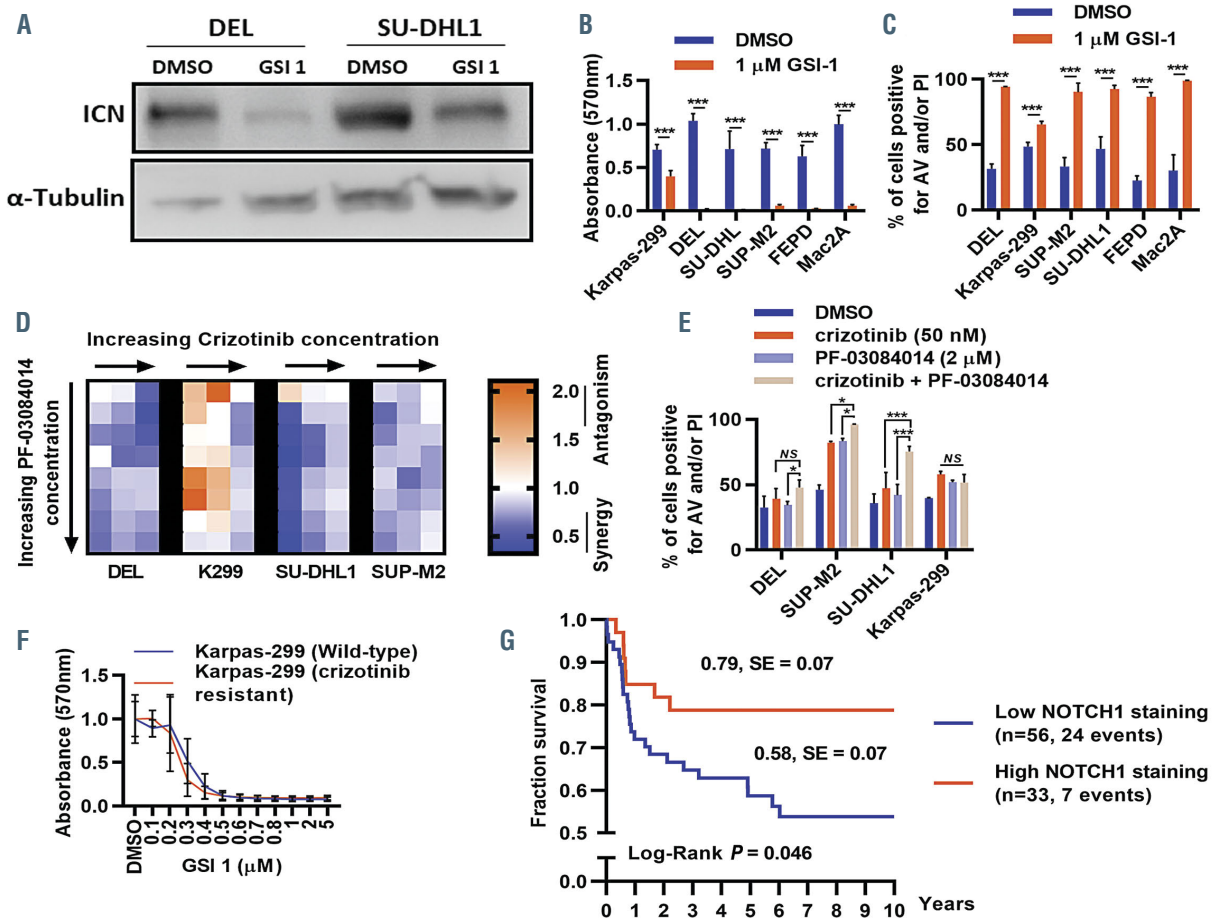 A
DEL
SU-DHL1
DMSO
GSI 1
DMSO
GSI 1
ICN
α-Tubulin
B
DMSO
1 μM GSI-1
Absorbance (570nm)
1.5
1.0
0.5
0.0
***
***
***
***
***
***
Karpas-299
DEL
SU-DHL
SUP-M2
FEPD
Mac2A
C
DMSO
1 μM GSI-1
% of cells positive
for AV and/or PI
100
50
0
***
***
***
***
***
***
DEL
Karpas-299
SUP-M2
SU-DHL1
FEPD
Mac2A
D
Increasing Crizotinib concentration
Increasing PF-03084014
concentration
DEL
K299
SU-DHL1
SUP-M2
2.0
1.5
1.0
0.5
Antagonism
Synergy
E
DMSO
crizotinib (50 nM)
PF-03084014 (2 μM)
crizotinib + PF-03084014
% of cells positive
for AV and/or PI
100
50
0
NS
*
*
*
***
***
NS
DEL
SUP-M2
SU-DHL1
Karpas-299
F
Karpas-299 (Wild-type)
Karpas-299 (crizotinib
resistant)
Absorbance (570nm)
1.5
1.0
0.5
0.0
DMSO
0.1
0.2
0.3
0.4
0.5
0.6
0.7
0.8
1
2
5
GSI 1 (μM)
G
Fraction survival
1.0
0.9
0.8
0.7
0.6
0.5
0.0
0.79, SE = 0.07
0.58, SE = 0.07
Log-Rank P = 0.046
0 1 2 3 4 5 6 7 8 9 10
Years
Low NOTCH1 staining
(n=56, 24 events)
High NOTCH1 staining
(n=33, 7 events)